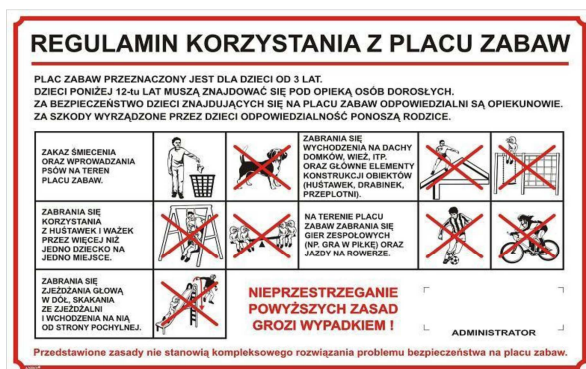 REGULAMIN KORZYSTANIA Z PLACU ZABAW
PLAC ZABAW PRZEZNACZONY JEST DLA DZIECI OD 3 LAT.
DZIECI PONIŻEJ 12-tu LAT MUSZĄ ZNAJDOWAĆ SIĘ POD OPIEKĄ OSÓB DOROSŁYCH.
ZA BEZPIECZEŃSTWO DZIECI ZNAJDUJĄCYCH SIĘ NA PLACU ZABAW ODPOWIEDZIALNI SĄ OPIEKUNOWIE.
ZA SZKODY WYRZĄDZONE PRZEZ DZIECI ODPOWIEDZIALNOŚĆ PONOSZĄ RODZICE.
ZAKAZ ŚMIECENIA
ORAZ WPROWADZANIA
PSÓW NA TEREN
PLACU ZABAW.
ZABRANIA SIĘ
WYCHODZENIA NA DACHY
DOMKÓW, WIEŻ, ITP.
ORAZ GŁÓWNE ELEMENTY
KONSTRUKCJI OBIEKTÓW
(HUŚTAWEK, DRABINEK,
PRZEPLOTNI).
ZABRANIA SIĘ
KORZYSTANIA
Z HUŚTAWEK I WAŻEK
PRZEZ WIĘCEJ NIŻ
JEDNO DZIECKO NA
JEDNO MIEJSCE.
NA TERENIE PLACU
ZABAW ZABRANIA SIĘ
GIER ZESPOŁOWYCH
(NP. GRA W PIŁKĘ) ORAZ
JAZDY NA ROWERZE.
ZABRANIA SIĘ
ZJEŻDŻANIA GŁOWĄ
W DÓŁ, SKAKANIA
ZE ZJEŻDŻALNI
I WCHODZENIA NA NIĄ
OD STRONY POCHYLNEJ.
NIEPRZESTRZEGANIE
POWYŻSZYCH ZASAD
GROZI WYPADKIEM !
ADMINISTRATOR
Przedstawione zasady nie stanowią kompleksowego rozwiązania problemu bezpieczeństwa na placu zabaw.